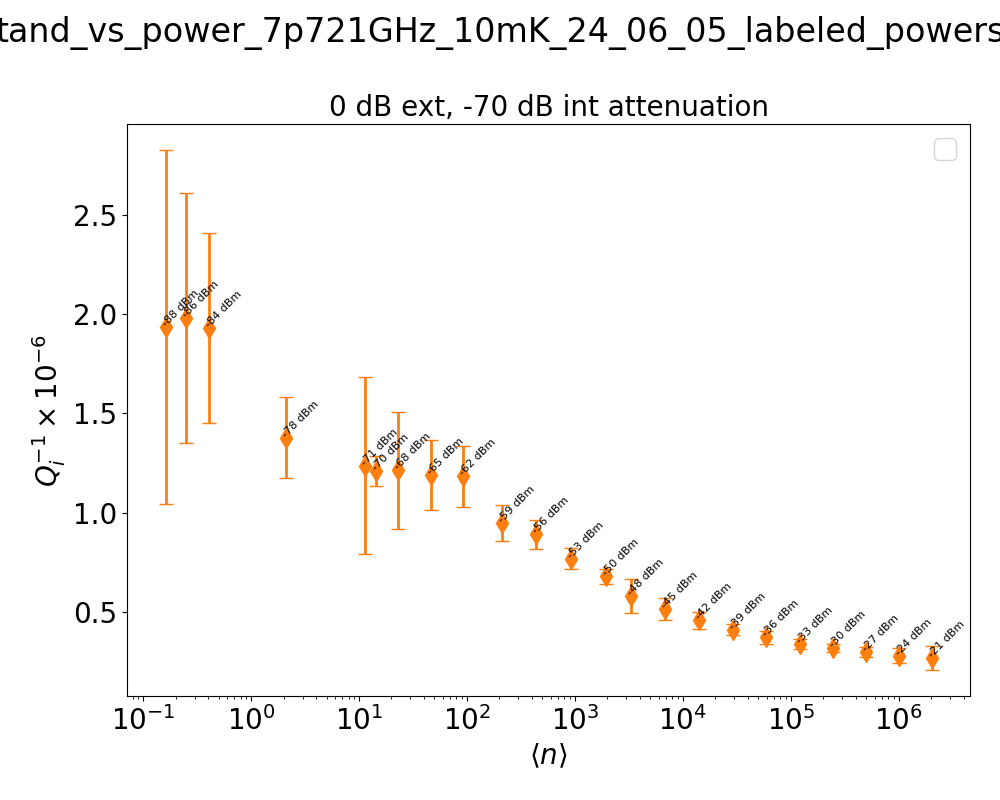 tand_vs_power_7p721GHz_10mK_24_06_05_labeled_powers
0 dB ext, -70 dB int attenuation
2.5
2.0
1.5
1.0
0.5
Q_i^{-1} × 10^{-6}
-88 dBm
-86 dBm
-84 dBm
-78 dBm
-71 dBm
-70 dBm
-68 dBm
-65 dBm
-62 dBm
-59 dBm
-56 dBm
-53 dBm
-50 dBm
-48 dBm
-45 dBm
-42 dBm
-39 dBm
-36 dBm
-33 dBm
-30 dBm
-27 dBm
-24 dBm
-21 dBm
10^{-1} 10^{0} 10^{1} 10^{2} 10^{3} 10^{4} 10^{5} 10^{6}
⟨n⟩